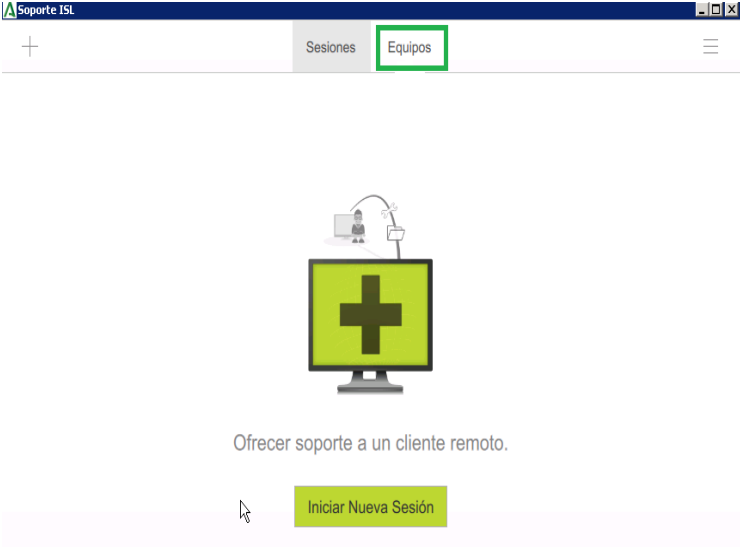 Soporte ISL
Sesiones
Equipos
Ofrecer soporte a un cliente remoto.
Iniciar Nueva Sesión